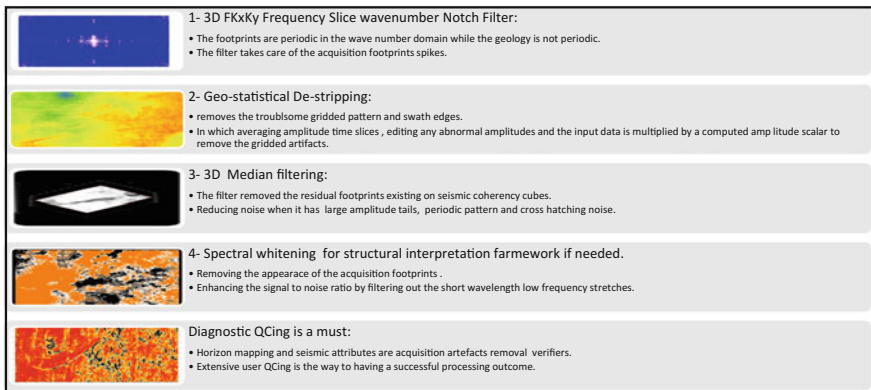 1- 3D FKxKy Frequency Slice wavenumber Notch Filter:
• The footprints are periodic in the wave number domain while the geology is not periodic.
• The filter takes care of the acquisition footprints spikes.
2- Geo-statistical De-stripping:
• removes the troublsome gridded pattern and swath edges.
• In which averaging amplitude time slices , editing any abnormal amplitudes and the input data is multiplied by a computed amp litude scalar to
remove the gridded artifacts.
3- 3D Median filtering:
• The filter removed the residual footprints existing on seismic coherency cubes.
• Reducing noise when it has large amplitude tails, periodic pattern and cross hatching noise.
4- Spectral whitening for structural interpretation farmework if needed.
• Removing the appearace of the acquisition footprints .
• Enhancing the signal to noise ratio by filtering out the short wavelength low frequency stretches.
Diagnostic QCing is a must:
• Horizon mapping and seismic attributes are acquisition artefacts removal verifiers.
• Extensive user QCing is the way to having a successful processing outcome.